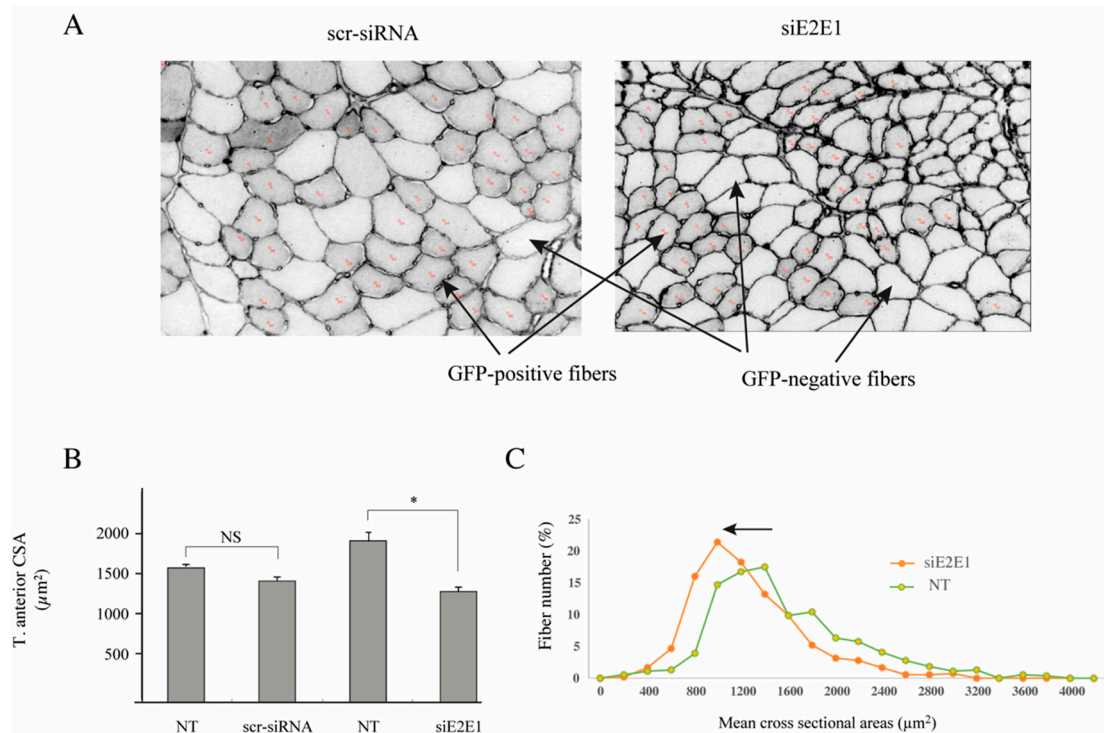 A
scr-siRNA
siE2E1
GFP-positive fibers
GFP-negative fibers
B
T. anterior CSA
(µm²)
2000
1500
1000
500
NS
*
NT
scr-siRNA
NT
siE2E1
C
Fiber number (%)
25
20
15
10
5
0
siE2E1
NT
0
400
800
1200
1600
2000
2400
2800
3200
3600
4000
Mean cross sectional areas (µm²)